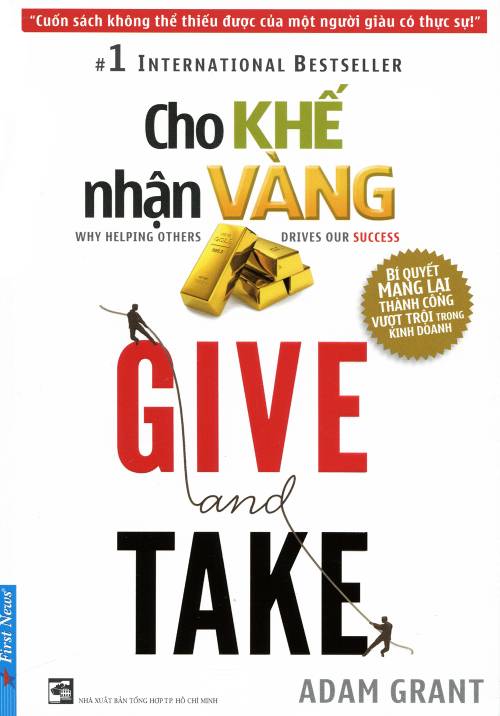 “Cuốn sách không thể thiếu được của một người giàu có thực sự!”
#1 INTERNATIONAL BESTSELLER
Cho KHẾ
nhận VÀNG
WHY HELPING OTHERS DRIVES OUR SUCCESS
BÍ QUYẾT
MANG LẠI
THÀNH CÔNG
VƯỢT TRỘI TRONG
KINH DOANH
GIVE
and
TAKE
First News
NHÀ XUẤT BẢN TỔNG HỢP TP. HỒ CHÍ MINH
ADAM GRANT